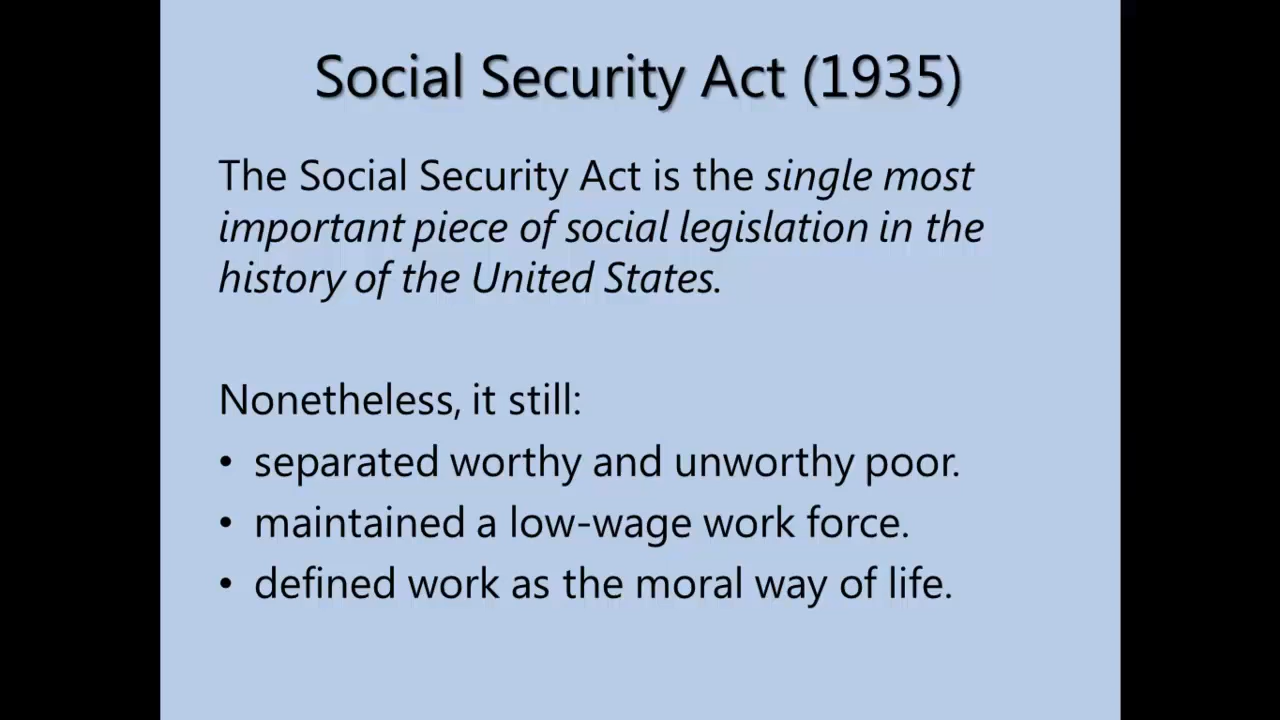 Social Security Act (1935)
The Social Security Act is the single most
important piece of social legislation in the
history of the United States.
Nonetheless, it still:
• separated worthy and unworthy poor.
• maintained a low-wage work force.
• defined work as the moral way of life.